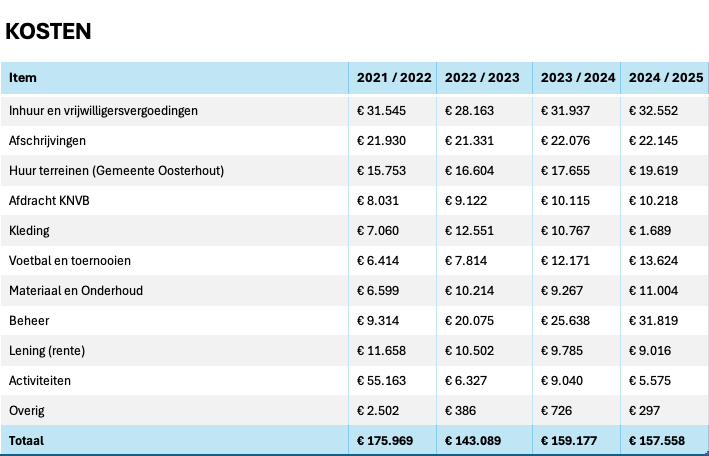 KOSTEN
Item 2021 / 2022 2022 / 2023 2023 / 2024 2024 / 2025
Inhuur en vrijwilligersvergoedingen € 31.545 € 28.163 € 31.937 € 32.552
Afschrijvingen € 21.930 € 21.331 € 22.076 € 22.145
Huur terreinen (Gemeente Oosterhout) € 15.753 € 16.604 € 17.655 € 19.619
Afdracht KNVB € 8.031 € 9.122 € 10.115 € 10.218
Kleding € 7.060 € 12.551 € 10.767 € 1.689
Voetbal en toernooien € 6.414 € 7.814 € 12.171 € 13.624
Materiaal en Onderhoud € 6.599 € 10.214 € 9.267 € 11.004
Beheer € 9.314 € 20.075 € 25.638 € 31.819
Lening (rente) € 11.658 € 10.502 € 9.785 € 9.016
Activiteiten € 55.163 € 6.327 € 9.040 € 5.575
Overig € 2.502 € 386 € 726 € 297
Totaal € 175.969 € 143.089 € 159.177 € 157.558